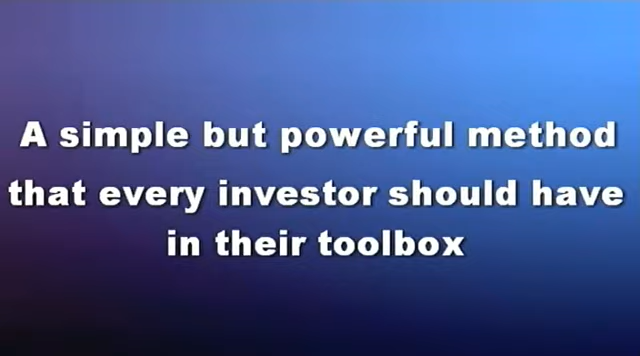 A simple but powerful method
that every investor should have
in their toolbox